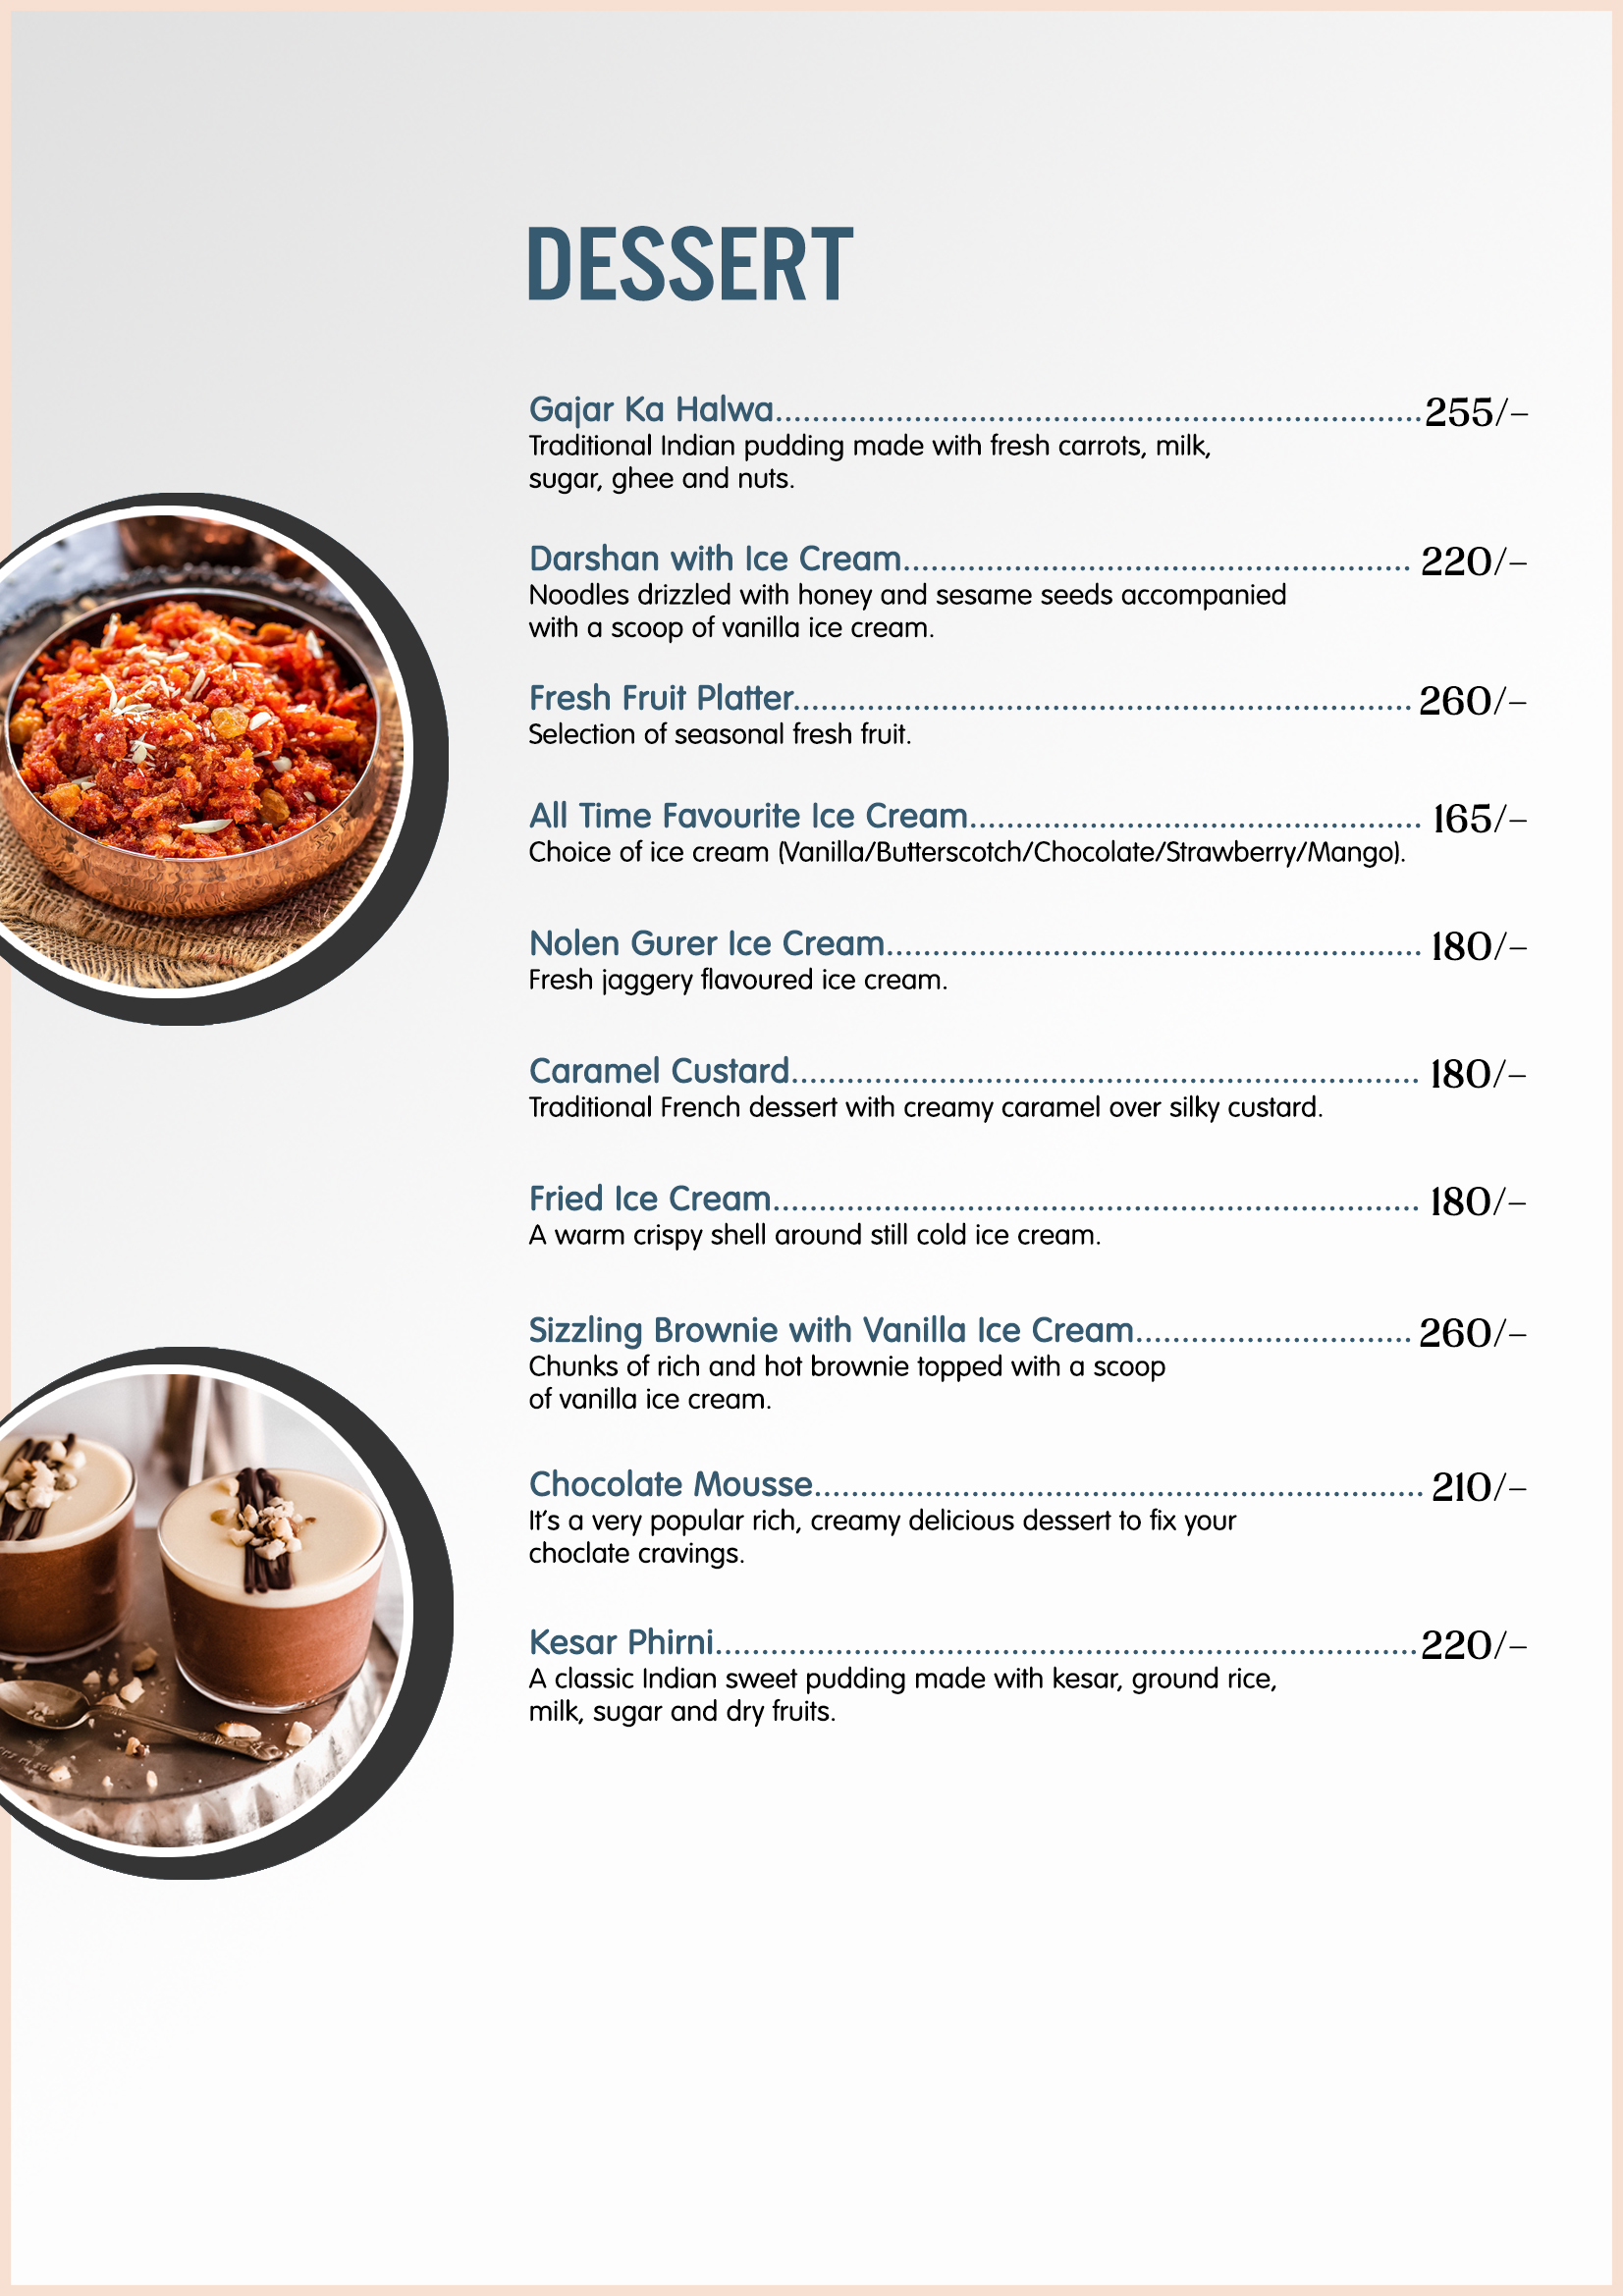 DESSERT
Gajar Ka Halwa........................................................................255/-
Traditional Indian pudding made with fresh carrots, milk,
sugar, ghee and nuts.
Darshan with Ice Cream........................................................ 220/-
Noodles drizzled with honey and sesame seeds accompanied
with a scoop of vanilla ice cream.
Fresh Fruit Platter.................................................................... 260/-
Selection of seasonal fresh fruit.
All Time Favourite Ice Cream.................................................. 165/-
Choice of ice cream (Vanilla/Butterscotch/Chocolate/Strawberry/Mango).
Nolen Gurer Ice Cream........................................................... 180/-
Fresh jaggery flavoured ice cream.
Caramel Custard..................................................................... 180/-
Traditional French dessert with creamy caramel over silky custard.
Fried Ice Cream....................................................................... 180/-
A warm crispy shell around still cold ice cream.
Sizzling Brownie with Vanilla Ice Cream.............................. 260/-
Chunks of rich and hot brownie topped with a scoop
of vanilla ice cream.
Chocolate Mousse................................................................... 210/-
It's a very popular rich, creamy delicious dessert to fix your
choclate cravings.
Kesar Phirni.............................................................................220/-
A classic Indian sweet pudding made with kesar, ground rice,
milk, sugar and dry fruits.